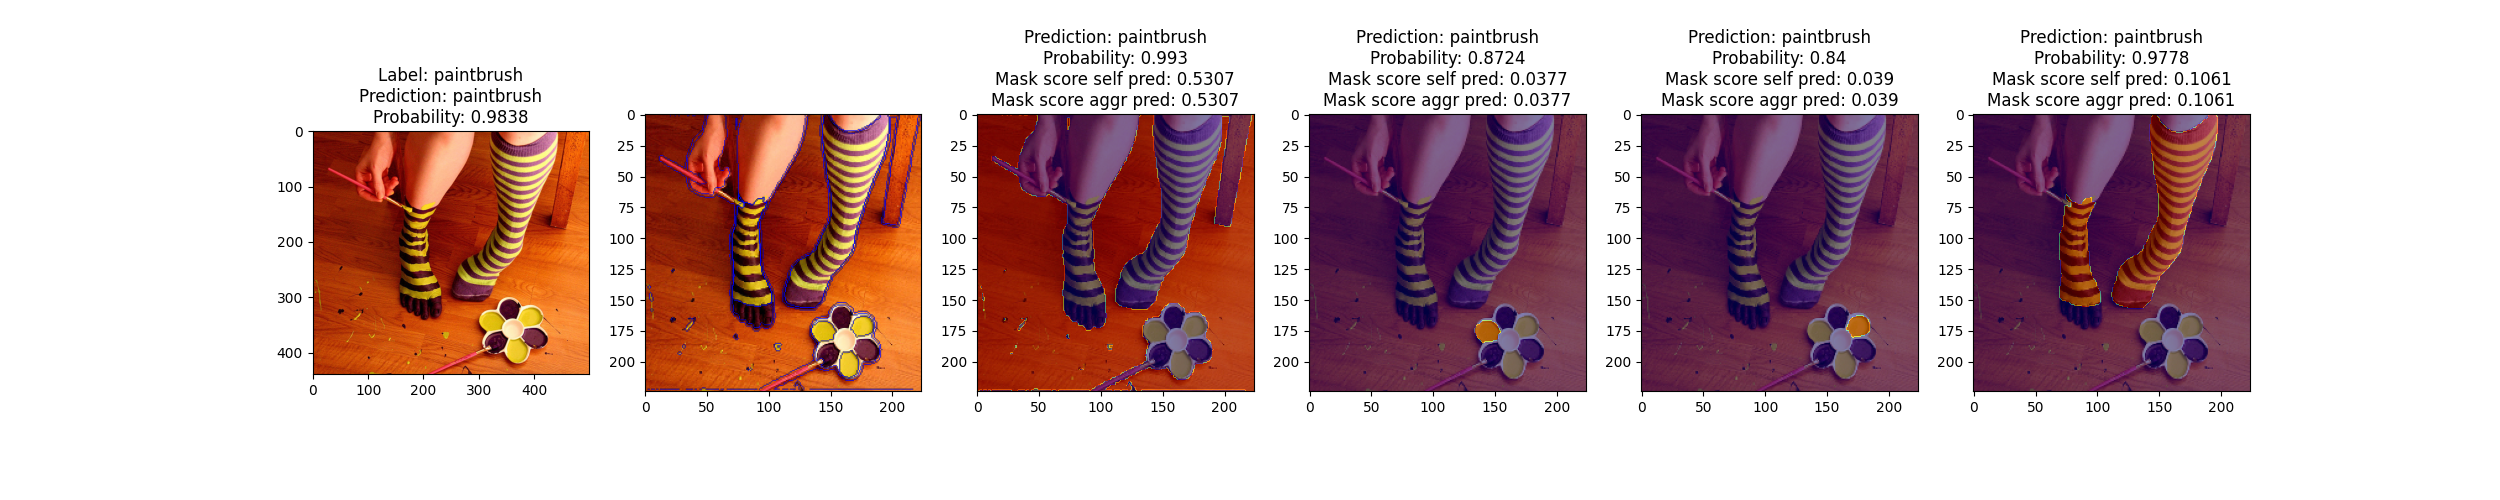 Label: paintbrush
Prediction: paintbrush
Probability: 0.9838
0
100
200
300
400
0 100 200 300 400
0
25
50
75
100
125
150
175
200
0 50 100 150 200
Prediction: paintbrush
Probability: 0.993
Mask score self pred: 0.5307
Mask score aggr pred: 0.5307
0
25
50
75
100
125
150
175
200
0 50 100 150 200
Prediction: paintbrush
Probability: 0.8724
Mask score self pred: 0.0377
Mask score aggr pred: 0.0377
0
25
50
75
100
125
150
175
200
0 50 100 150 200
Prediction: paintbrush
Probability: 0.84
Mask score self pred: 0.039
Mask score aggr pred: 0.039
0
25
50
75
100
125
150
175
200
0 50 100 150 200
Prediction: paintbrush
Probability: 0.9778
Mask score self pred: 0.1061
Mask score aggr pred: 0.1061
0
25
50
75
100
125
150
175
200
0 50 100 150 200